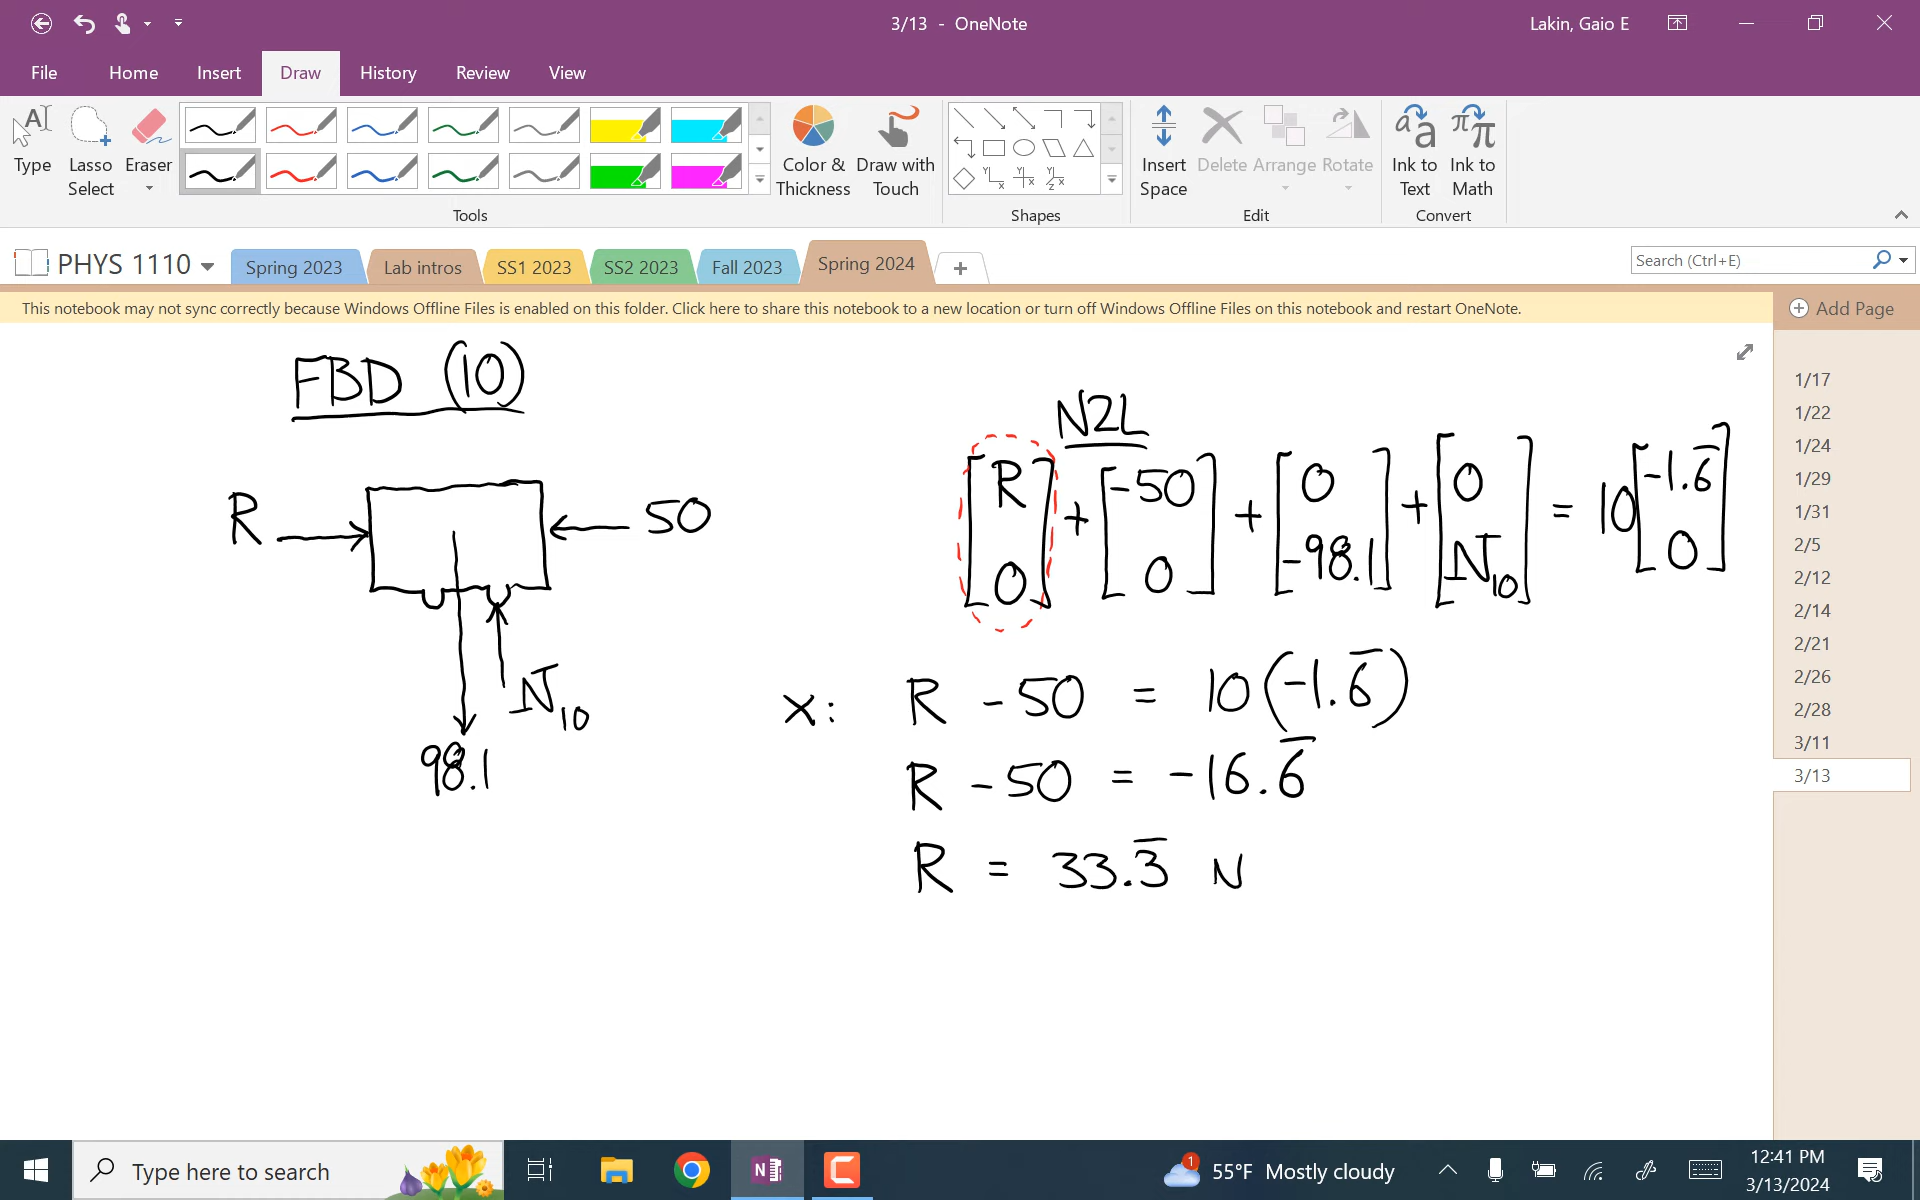 3/13 - OneNote
Lakin, Gaio E
File Home Insert Draw History Review View
Type
Lasso Select
Eraser
Color & Thickness
Draw with Touch
Insert Space
Delete
Arrange
Rotate
Ink to Text
Ink to Math
Tools
Shapes
Edit
Convert
PHYS 1110
Spring 2023
Lab intros
SS1 2023
SS2 2023
Fall 2023
Spring 2024
Search (Ctrl+E)
This notebook may not sync correctly because Windows Offline Files is enabled on this folder. Click here to share this notebook to a new location or turn off Windows Offline Files on this notebook and restart OneNote.
Add Page
1/17
1/22
1/24
1/29
1/31
2/5
2/12
2/14
2/21
2/26
2/28
3/11
3/13
FBD (10)
R
50
N₁₀
98.1
N2L
[R 0] + [-50 0] + [0 -98.1] + [0 N₁₀] = 10[-1.6̅ 0]
x: R - 50 = 10(-1.6̅)
R - 50 = -16.6̅
R = 33.3̅ N
Type here to search
1
55°F Mostly cloudy
12:41 PM
3/13/2024